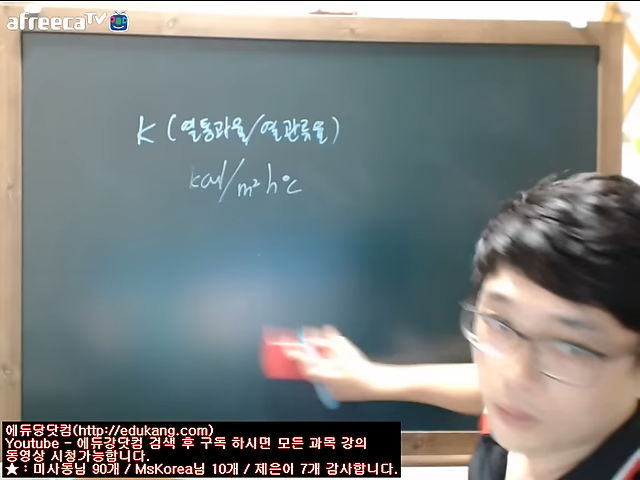 afreecaTV
K (열통과율/열관류율)
kcal/m²h℃
에듀강닷컴(http://edukang.com)
Youtube - 에듀강닷컴 검색 후 구독 하시면 모든 과목 강의
동영상 시청가능합니다.
★ : 미사동님 90개 / MsKorea님 10개 / 제은이 7개 감사합니다.